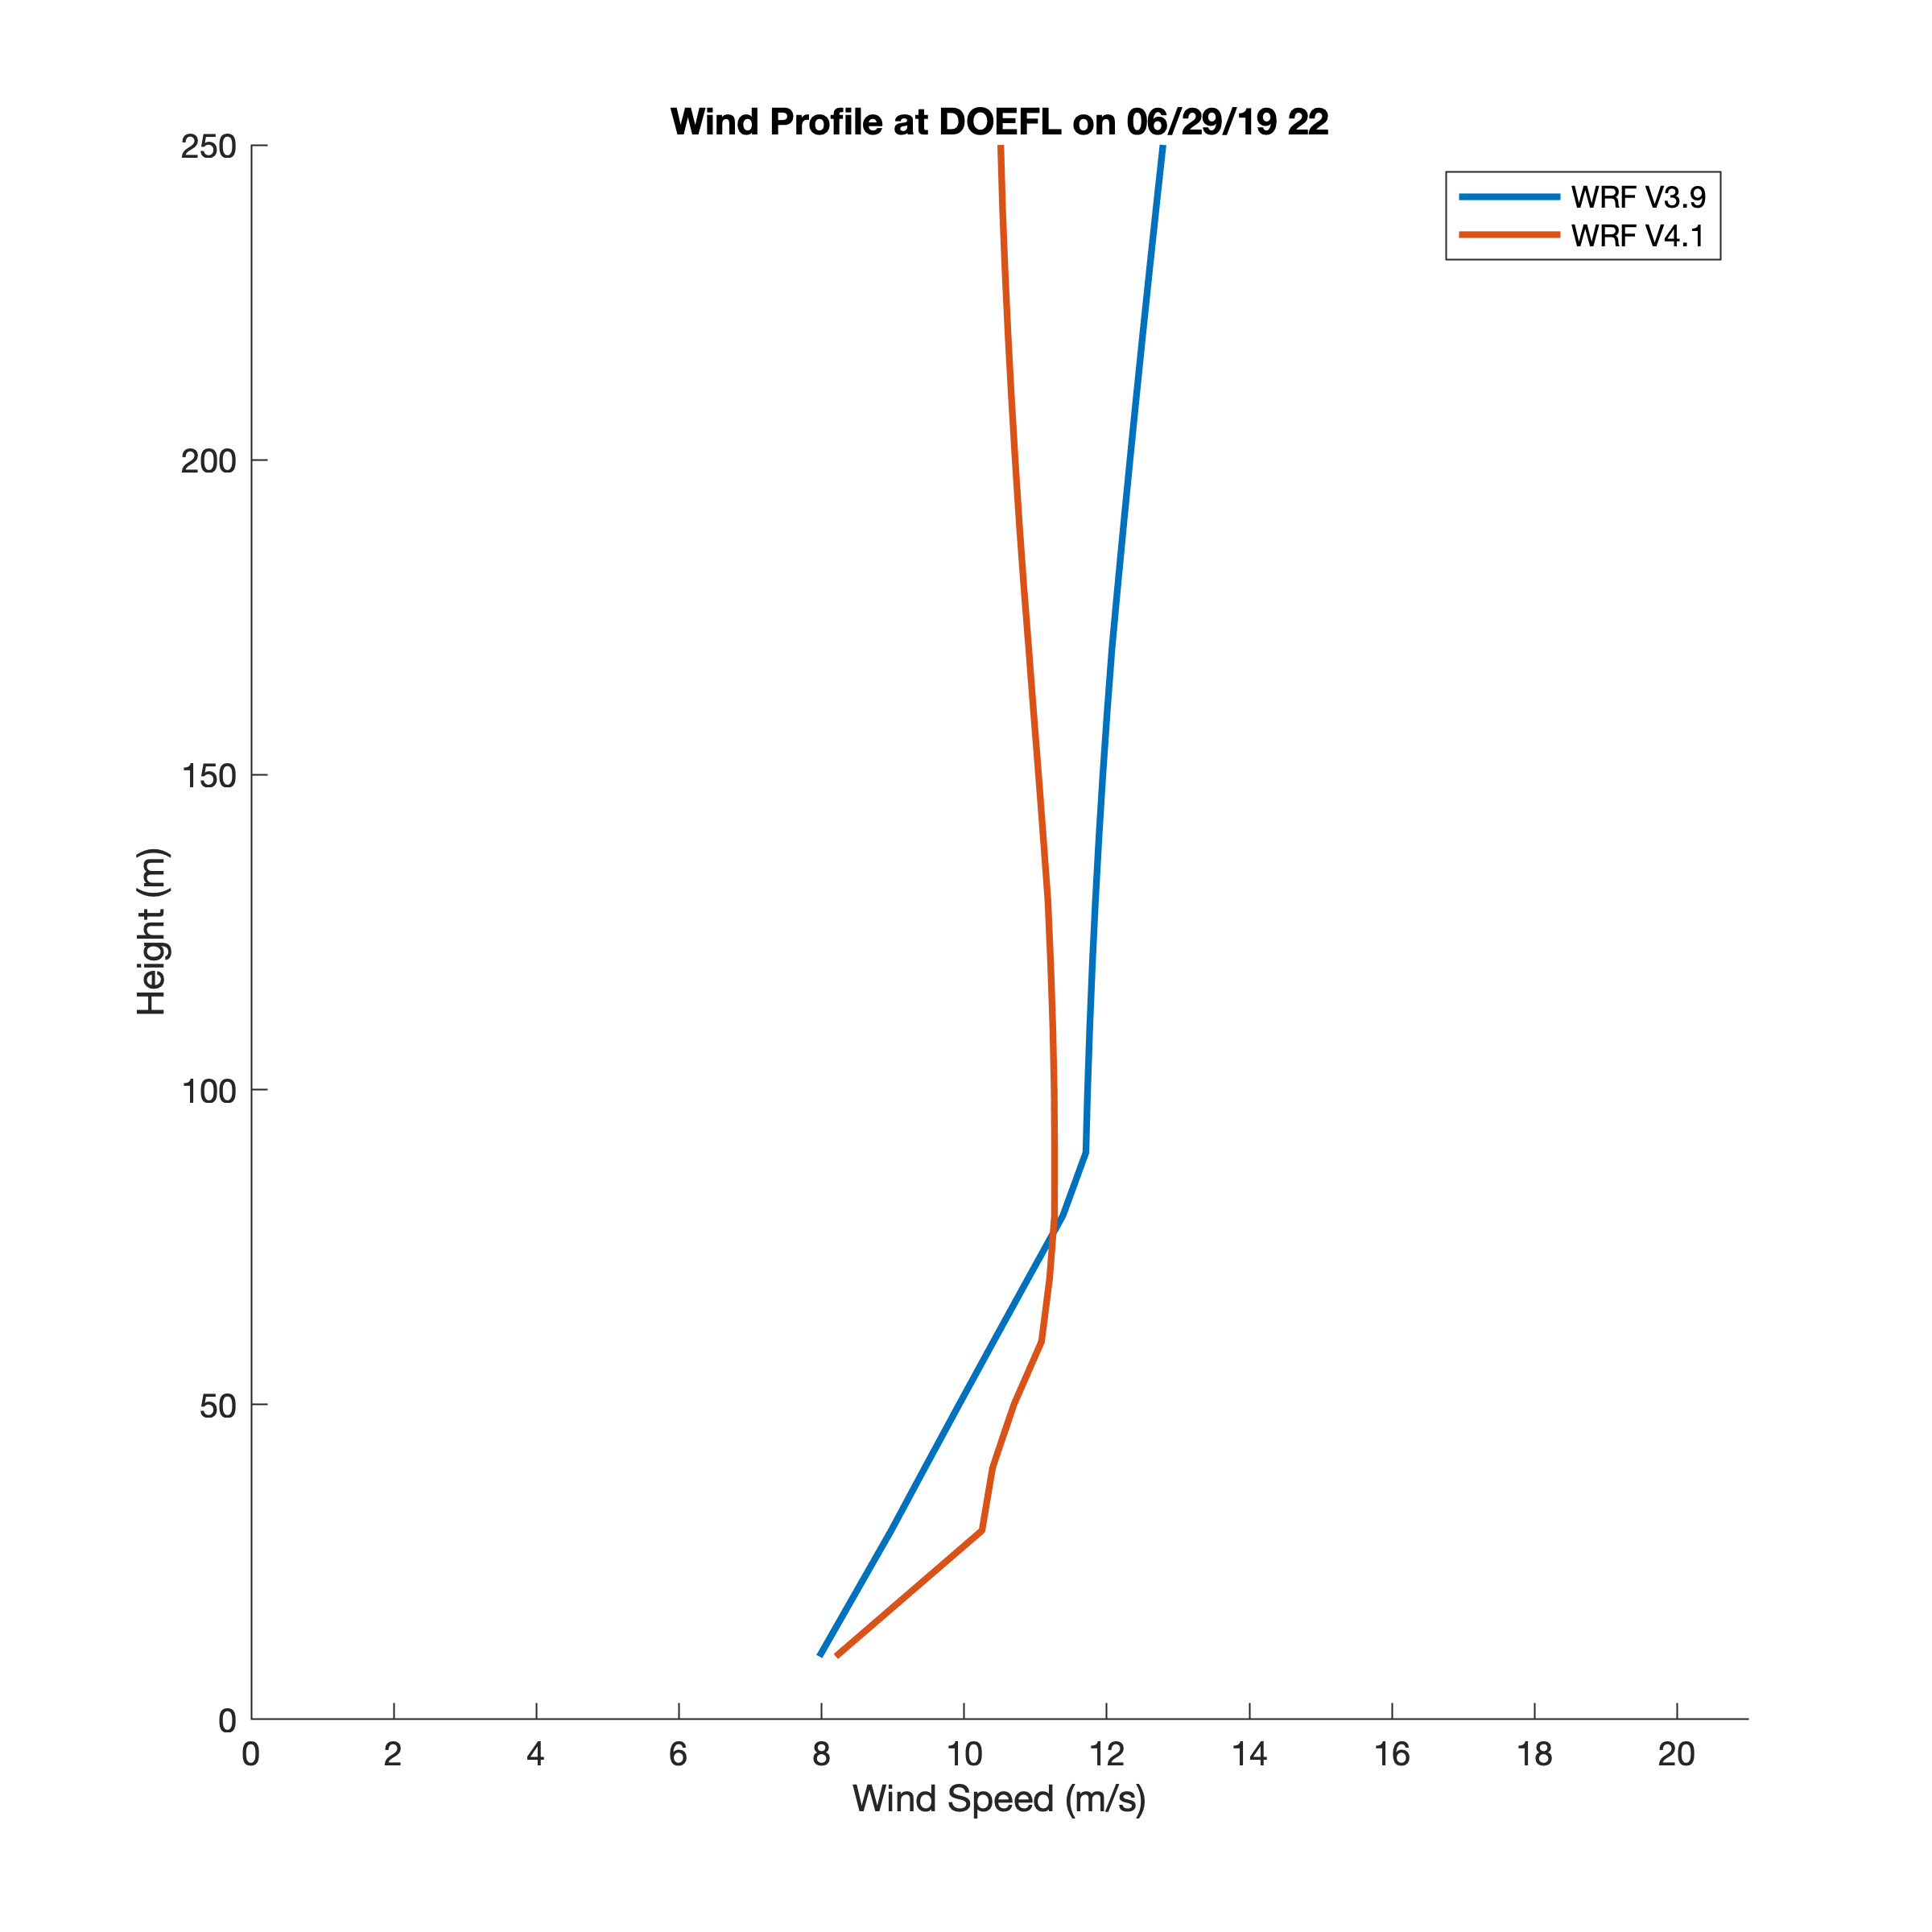 Wind Profile at DOEFL on 06/29/19 22
WRF V3.9
WRF V4.1
250
200
150
100
50
0
Height (m)
0 2 4 6 8 10 12 14 16 18 20
Wind Speed (m/s)